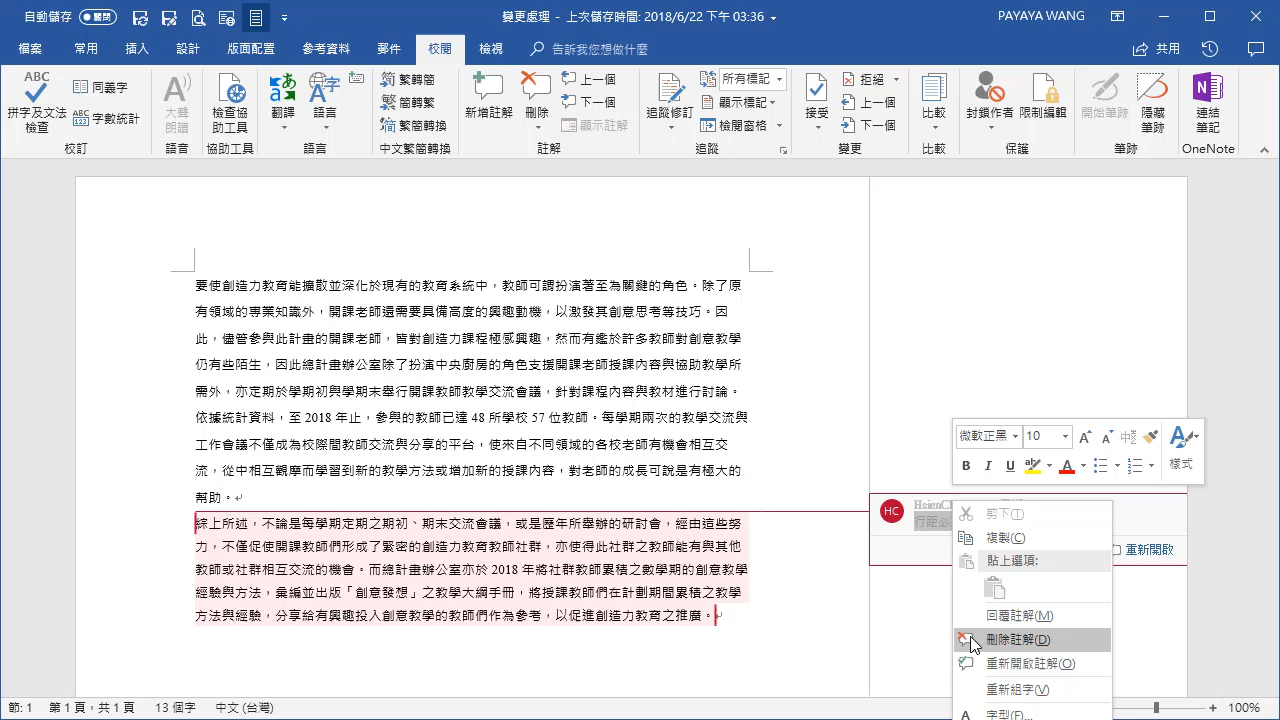 自動儲存 關閉
變更處理 - 上次儲存時間: 2018/6/22 下午 03:36
PAYAYA WANG
檔案 常用 插入 設計 版面配置 參考資料 郵件 校閱 檢視 告訴我您想做什麼 共用
ABC
拼字及文法
檢查
同義字
ABC
123
字數統計
校訂
大聲
朗讀
語音
檢查協
助工具
協助工具
翻譯
語言
語言
繁轉簡
簡轉繁
繁簡轉換
中文繁簡轉換
新增註解
刪除
上一個
下一個
顯示註解
註解
追蹤修訂
所有標記
顯示標記
檢閱窗格
追蹤
接受
拒絕
上一個
下一個
變更
比較
比較
封鎖作者
限制編輯
保護
開始筆跡
隱藏
筆跡
筆跡
連結
筆記
OneNote
要使創造力教育能擴散並深化於現有的教育系統中，教師可謂扮演著至為關鍵的角色。除了原
有領域的專業知識外，開課老師還需要具備高度的興趣動機，以激發其創意思考等技巧。因
此，儘管參與此計畫的開課老師，皆對創造力課程極感興趣，然而有鑑於許多教師對創意教學
仍有些陌生，因此總計畫辦公室除了扮演中央廚房的角色支援開課老師授課內容與協助教學所
需外，亦定期於學期初與學期末舉行開課教師教學交流會議，針對課程內容與教材進行討論。
依據統計資料，至 2018 年止，參與的教師已達 48 所學校 57 位教師。每學期兩次的教學交流與
工作會議不僅成為校際間教師交流與分享的平台，使來自不同領域的各校老師有機會相互交
流，從中相互觀摩而學習到新的教學方法或增加新的授課內容，對老師的成長可說是有極大的
幫助。
綜上所述，不論是每學期定期之期初、期末交流會議，或是歷年所舉辦的研討會，經由這些努
力，不僅促使開課教師們形成了緊密的創造力教育教師社群，亦使得此社群之教師能有與其他
教師或社群相互交流的機會。而總計畫辦公室亦於 2018 年將社群教師累積之數學期的創意教學
經驗與方法，整理並出版「創意教想」之教學大綱手冊，將授課教師們在計劃期間累積之教學
方法與經驗，分享給有興趣投入創意教學的教師們作為參考，以促進創造力教育之推廣。
微軟正黑 10
B I U
樣式
HC
HsienCh
行距必
重新開啟
剪下(T)
複製(C)
貼上選項:
回覆註解(M)
刪除註解(D)
重新開啟註解(O)
重新組字(V)
字型(F)...
節: 1 第 1 頁，共 1 頁 13 個字 中文 (台灣)
100%